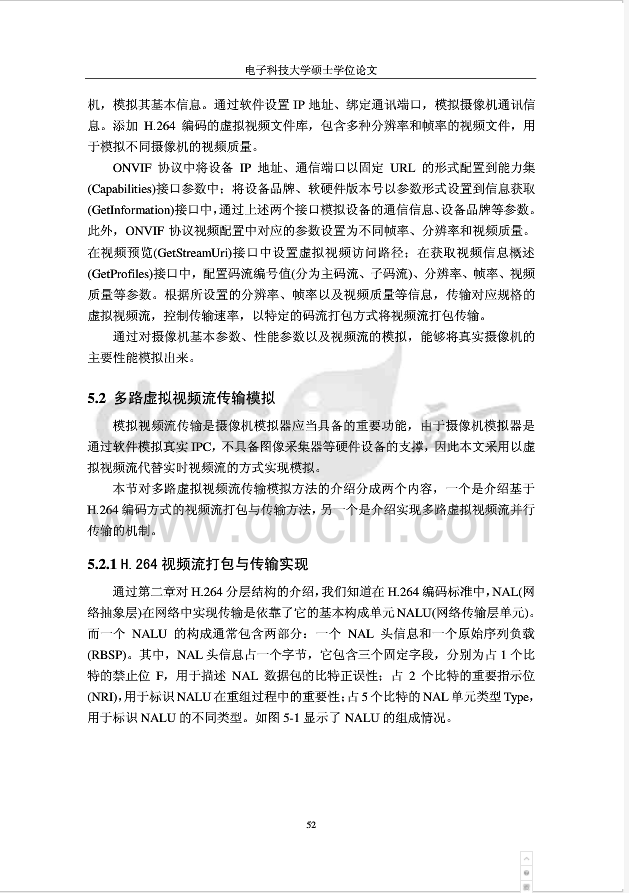 电子科技大学硕士学位论文
机，模拟其基本信息。通过软件设置 IP 地址、绑定通讯端口，模拟摄像机通讯信
息。添加 H.264 编码的虚拟视频文件库，包含多种分辨率和帧率的视频文件，用
于模拟不同摄像机的视频质量。
ONVIF 协议中将设备 IP 地址、通信端口以固定 URL 的形式配置到能力集
(Capabilities)接口参数中；将设备品牌、软硬件版本号以参数形式设置到信息获取
(GetInformation)接口中，通过上述两个接口模拟设备的通信信息、设备品牌等参数。
此外，ONVIF 协议视频配置中对应的参数设置为不同帧率、分辨率和视频质量。
在视频预览(GetStreamUri)接口中设置虚拟视频访问路径；在获取视频信息概述
(GetProfiles)接口中，配置码流编号值(分为主码流、子码流)、分辨率、帧率、视频
质量等参数。根据所设置的分辨率、帧率以及视频质量等信息，传输对应规格的
虚拟视频流，控制传输速率，以特定的码流打包方式将视频流打包传输。
通过对摄像机基本参数、性能参数以及视频流的模拟，能够将真实摄像机的
主要性能模拟出来。
5.2 多路虚拟视频流传输模拟
模拟视频流传输是摄像机模拟器应当具备的重要功能，由于摄像机模拟器是
通过软件模拟真实 IPC，不具备图像采集器等硬件设备的支撑，因此本文采用以虚
拟视频流代替实时视频流的方式实现模拟。
本节对多路虚拟视频流传输模拟方法的介绍分成两个内容，一个是介绍基于
H.264 编码方式的视频流打包与传输方法，另一个是介绍实现多路虚拟视频流并行
传输的机制。
www.docin.com
5.2.1 H.264 视频流打包与传输实现
通过第二章对 H.264 分层结构的介绍，我们知道在 H.264 编码标准中，NAL(网
络抽象层)在网络中实现传输是依靠了它的基本构成单元 NALU(网络传输层单元)。
而一个 NALU 的构成通常包含两部分：一个 NAL 头信息和一个原始序列负载
(RBSP)。其中，NAL 头信息占一个字节，它包含三个固定字段，分别为占 1 个比
特的禁止位 F，用于描述 NAL 数据包的比特正误性；占 2 个比特的重要指示位
(NRI)，用于标识 NALU 在重组过程中的重要性；占 5 个比特的 NAL 单元类型 Type，
用于标识 NALU 的不同类型。如图 5-1 显示了 NALU 的组成情况。
52